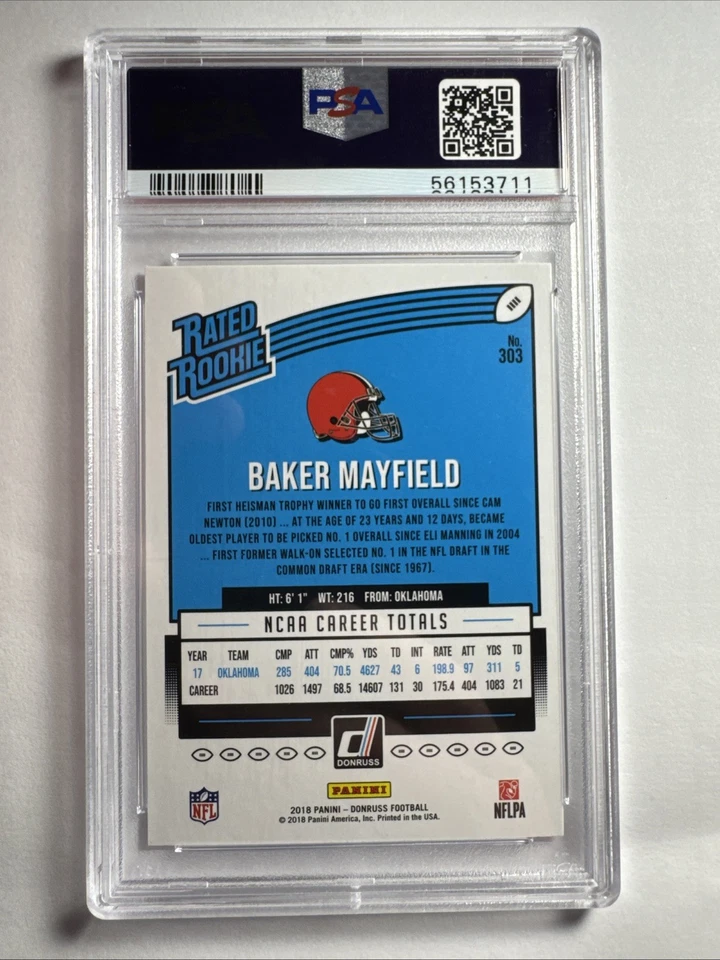 PSA
56153711
RATED
ROOKIE
No.
303
BAKER MAYFIELD
FIRST HEISMAN TROPHY WINNER TO GO FIRST OVERALL SINCE CAM
NEWTON (2010) ... AT THE AGE OF 23 YEARS AND 12 DAYS, BECAME
OLDEST PLAYER TO BE PICKED NO. 1 OVERALL SINCE ELI MANNING IN 2004
... FIRST FORMER WALK-ON SELECTED NO. 1 IN THE NFL DRAFT IN THE
COMMON DRAFT ERA (SINCE 1967).
HT: 6' 1" WT: 216 FROM: OKLAHOMA
NCAA CAREER TOTALS
YEAR TEAM CMP ATT CMP% YDS TD INT RATE ATT YDS TD
17 OKLAHOMA 285 404 70.5 4627 43 6 198.9 97 311 5
CAREER 1026 1497 68.5 14607 131 30 175.4 404 1083 21
DONRUSS
PANINI
NFL
NFLPA
2018 PANINI – DONRUSS FOOTBALL
© 2018 Panini America, Inc. Printed in the USA.